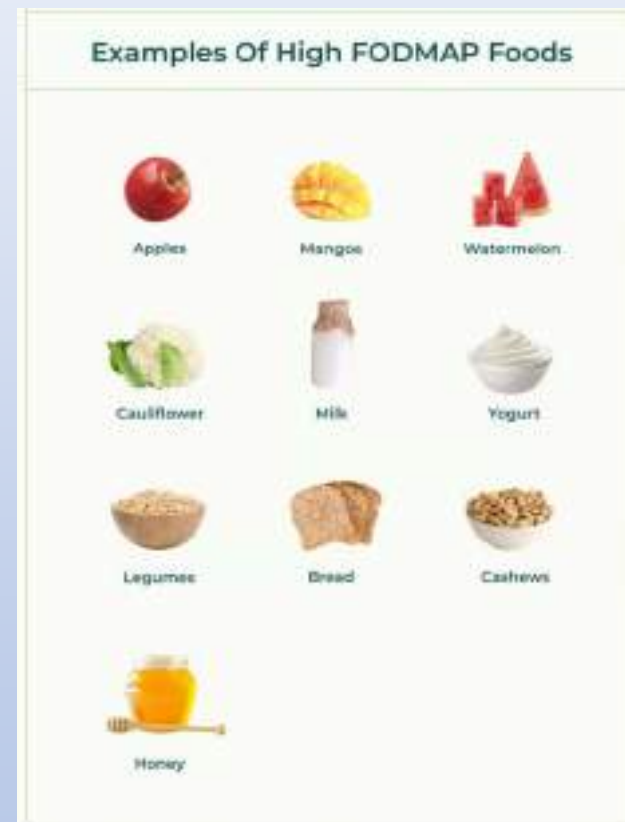 Examples Of High FODMAP Foods
Apples
Mangos
Watermelon
Cauliflower
Milk
Yogurt
Legumes
Bread
Cashews
Honey